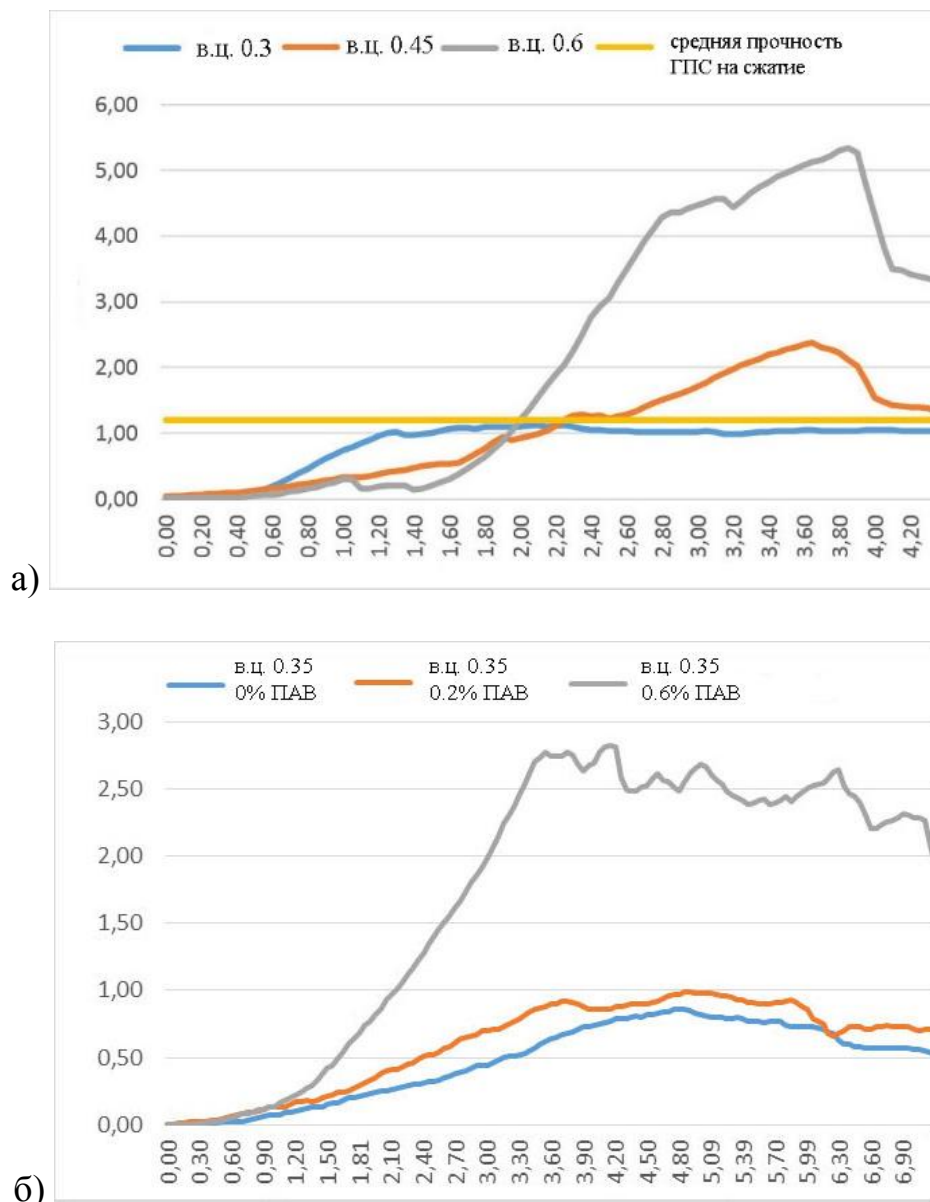 в.ц. 0.3 в.ц. 0.45 в.ц. 0.6 средняя прочность
ГПС на сжатие
6,00
5,00
4,00
3,00
2,00
1,00
0,00
0,00 0,20 0,40 0,60 0,80 1,00 1,20 1,40 1,60 1,80 2,00 2,20 2,40 2,60 2,80 3,00 3,20 3,40 3,60 3,80 4,00 4,20
а)
в.ц. 0.35 в.ц. 0.35 в.ц. 0.35
0% ПАВ 0.2% ПАВ 0.6% ПАВ
3,00
2,50
2,00
1,50
1,00
0,50
0,00
0,00 0,30 0,60 0,90 1,20 1,50 1,81 2,10 2,40 2,70 3,00 3,30 3,60 3,90 4,20 4,50 4,80 5,09 5,39 5,70 5,99 6,30 6,60 6,90
б)